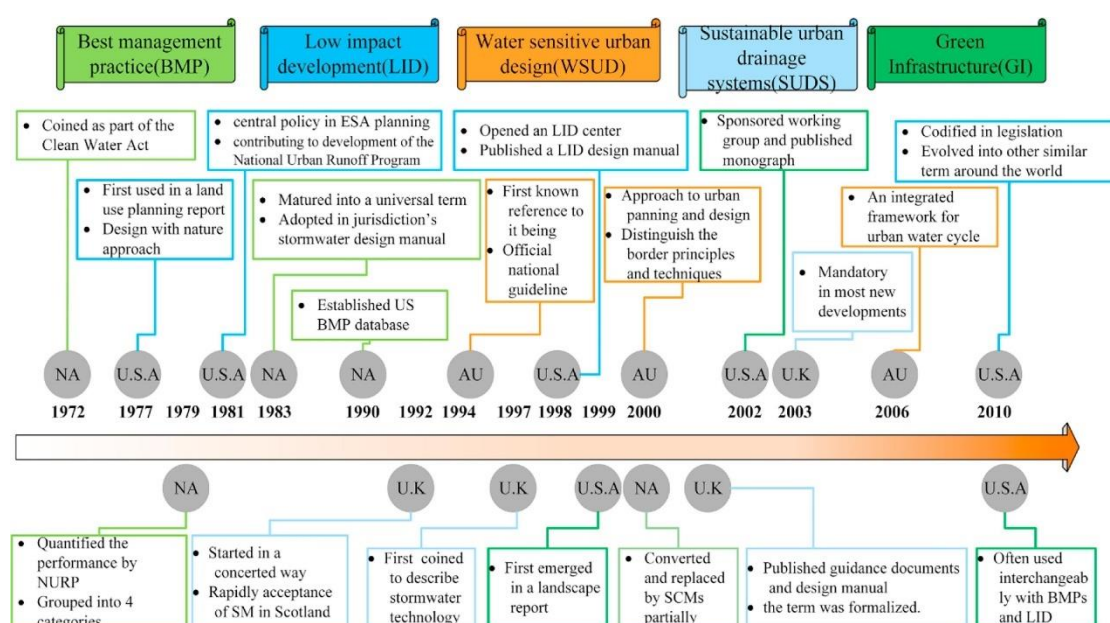 Best management
practice(BMP)
Low impact
development(LID)
Water sensitive urban
design(WSUD)
Sustainable urban
drainage
systems(SUDS)
Green
Infrastructure(GI)
• Coined as part of the
Clean Water Act
• central policy in ESA planning
• contributing to development of the
National Urban Runoff Program
• Opened an LID center
• Published a LID design manual
• Sponsored working
group and published
monograph
• Codified in legislation
• Evolved into other similar
term around the world
• First used in a land
use planning report
• Design with nature
approach
• Matured into a universal term
• Adopted in jurisdiction's
stormwater design manual
• First known
reference to
it being
• Official
national
guideline
• Approach to urban
panning and design
• Distinguish the
border principles
and techniques
• An integrated
framework for
urban water cycle
• Mandatory
in most new
developments
• Established US
BMP database
NA
U.S.A
U.S.A
NA
NA
AU
U.S.A
AU
U.S.A
U.K
AU
U.S.A
1972
1977
1979
1981
1983
1990
1992
1994
1997
1998
1999
2000
2002
2003
2006
2010
NA
U.K
U.K
U.S.A
NA
U.K
U.S.A
• Quantified the
performance by
NURP
• Grouped into 4
categories
• Started in a
concerted way
• Rapidly acceptance
of SM in Scotland
• First coined
to describe
stormwater
technology
• First emerged
in a landscape
report
• Converted
and replaced
by SCMs
partially
• Published guidance documents
and design manual
• the term was formalized.
• Often used
interchangeab
ly with BMPs
and LID